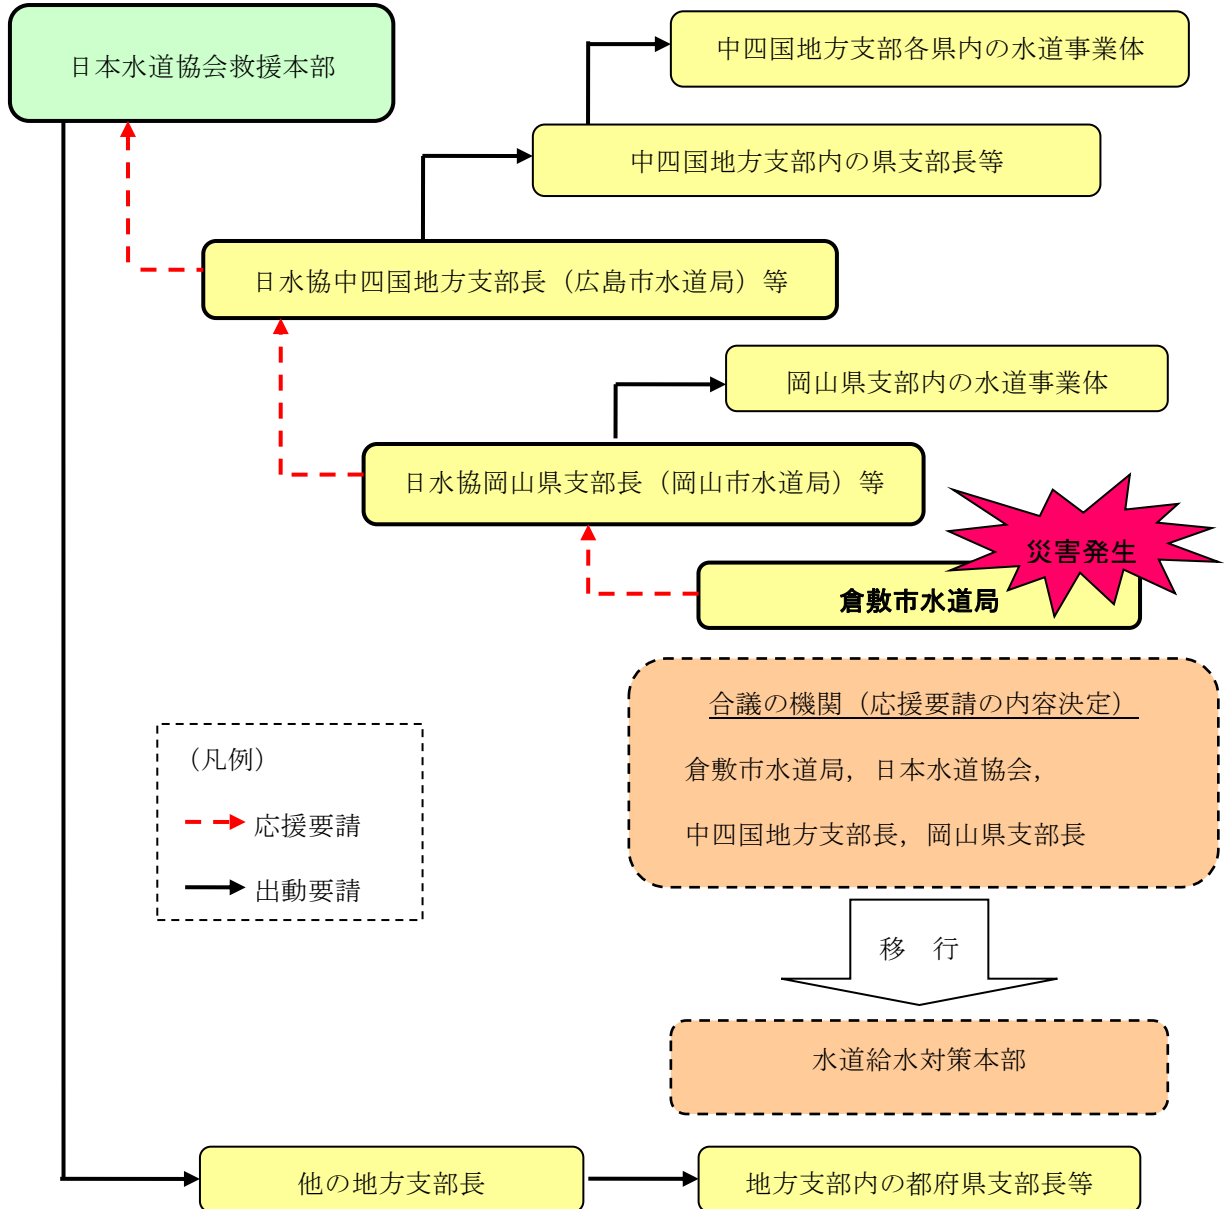 日本水道協会救援本部
中四国地方支部各県内の水道事業体
中四国地方支部内の県支部長等
日水協中四国地方支部長（広島市水道局）等
岡山県支部内の水道事業体
日水協岡山県支部長（岡山市水道局）等
災害発生
倉敷市水道局
合議の機関（応援要請の内容決定）
倉敷市水道局，日本水道協会，
中四国地方支部長，岡山県支部長
（凡例）
応援要請
出動要請
移　行
水道給水対策本部
他の地方支部長
地方支部内の都府県支部長等